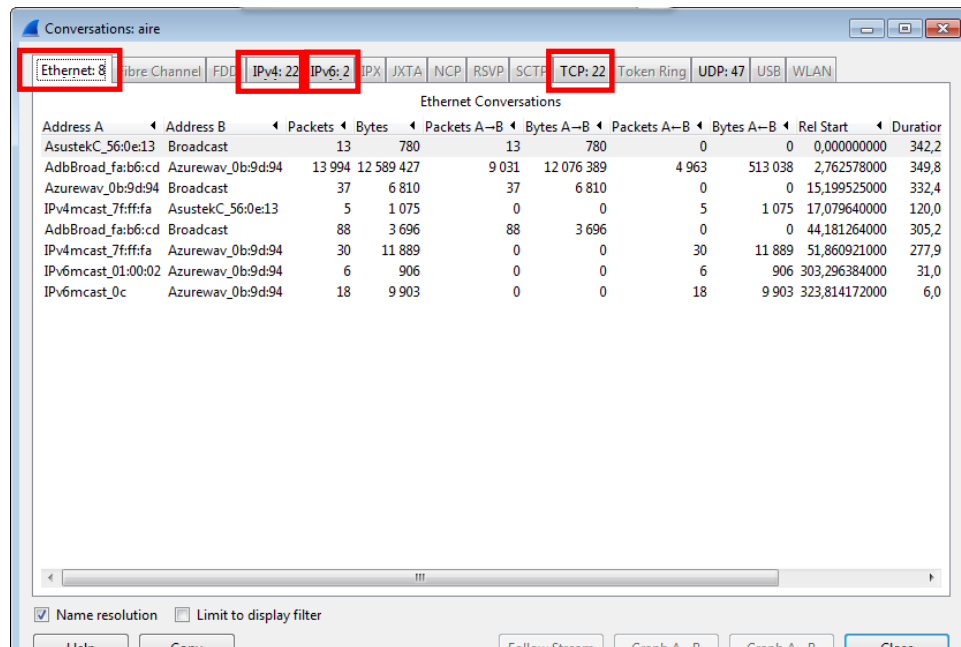 Conversations: aire
Ethernet: 8 Fibre Channel FDD IPv4: 22 IPv6: 2 IPX JXTA NCP RSVP SCTP TCP: 22 Token Ring UDP: 47 USB WLAN
Ethernet Conversations
Address A Address B Packets Bytes Packets A→B Bytes A→B Packets A←B Bytes A←B Rel Start Duration
AsustekC_56:0e:13 Broadcast 13 780 13 780 0 0 0,000000000 342,2
AdbBroad_fa:b6:cd Azurewav_0b:9d:94 13 994 12 589 427 9 031 12 076 389 4 963 513 038 2,762578000 349,8
Azurewav_0b:9d:94 Broadcast 37 6 810 37 6 810 0 0 15,199525000 332,4
IPv4mcast_7f:ff:fa AsustekC_56:0e:13 5 1 075 0 0 5 1 075 17,079640000 120,0
AdbBroad_fa:b6:cd Broadcast 88 3 696 88 3 696 0 0 44,181264000 305,2
IPv4mcast_7f:ff:fa Azurewav_0b:9d:94 30 11 889 0 0 30 11 889 51,860921000 277,9
IPv6mcast_01:00:02 Azurewav_0b:9d:94 6 906 0 0 6 906 303,296384000 31,0
IPv6mcast_0c Azurewav_0b:9d:94 18 9 903 0 0 18 9 903 323,814172000 6,0
Name resolution Limit to display filter
Help Copy Follow Stream Graph A→B Graph A←B Close